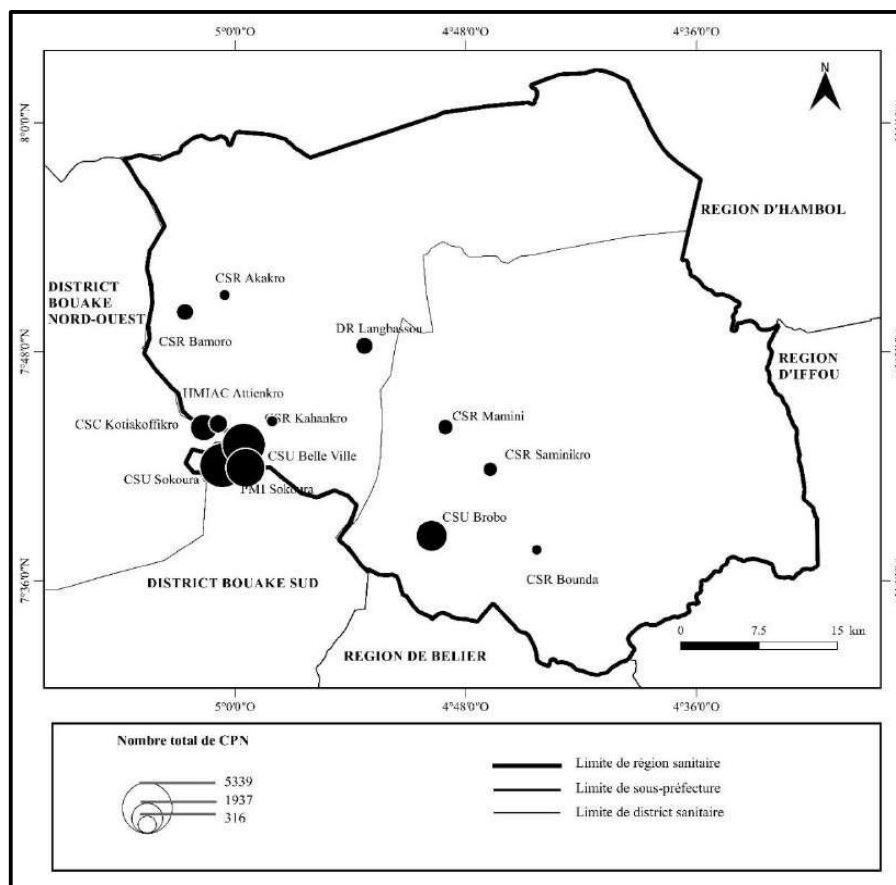 5°0'0"O 4°48'0"O 4°36'0"O
N
8°0'0"N
REGION D'HAMBOL
DISTRICT
BOUAKE
NORD-OUEST
CSR Akakro
CSR Bamoro
DR Langbassou
7°48'0"N
REGION
D'IFFOU
HMIAC Attienkro
CSC Kotiakoffikro
CSR Kahankro
CSR Mamini
CSU Belle Ville
CSR Saminikro
CSU Sokoura
PMI Sokoura
CSU Brobo
CSR Bounda
7°36'0"N
DISTRICT BOUAKE SUD
REGION DE BELIER
0 7.5 15 km
5°0'0"O 4°48'0"O 4°36'0"O
Nombre total de CPN
5339
1937
316
Limite de région sanitaire
Limite de sous-préfecture
Limite de district sanitaire